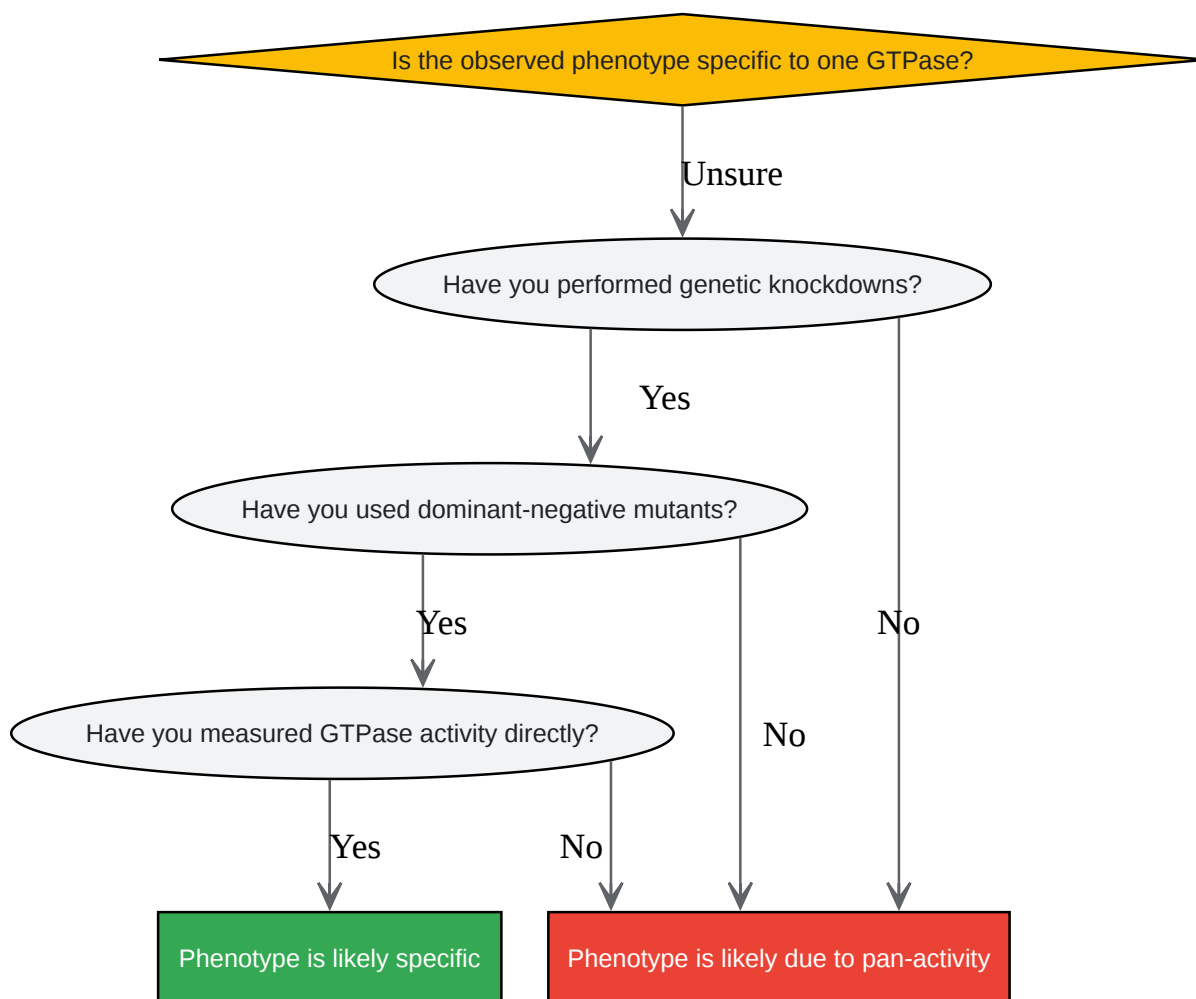 Is the observed phenotype specific to one GTPase?
Unsure
Have you performed genetic knockdowns?
Yes
Have you used dominant-negative mutants?
Yes
No
Have you measured GTPase activity directly?
No
Yes
No
Phenotype is likely specific
Phenotype is likely due to pan-activity